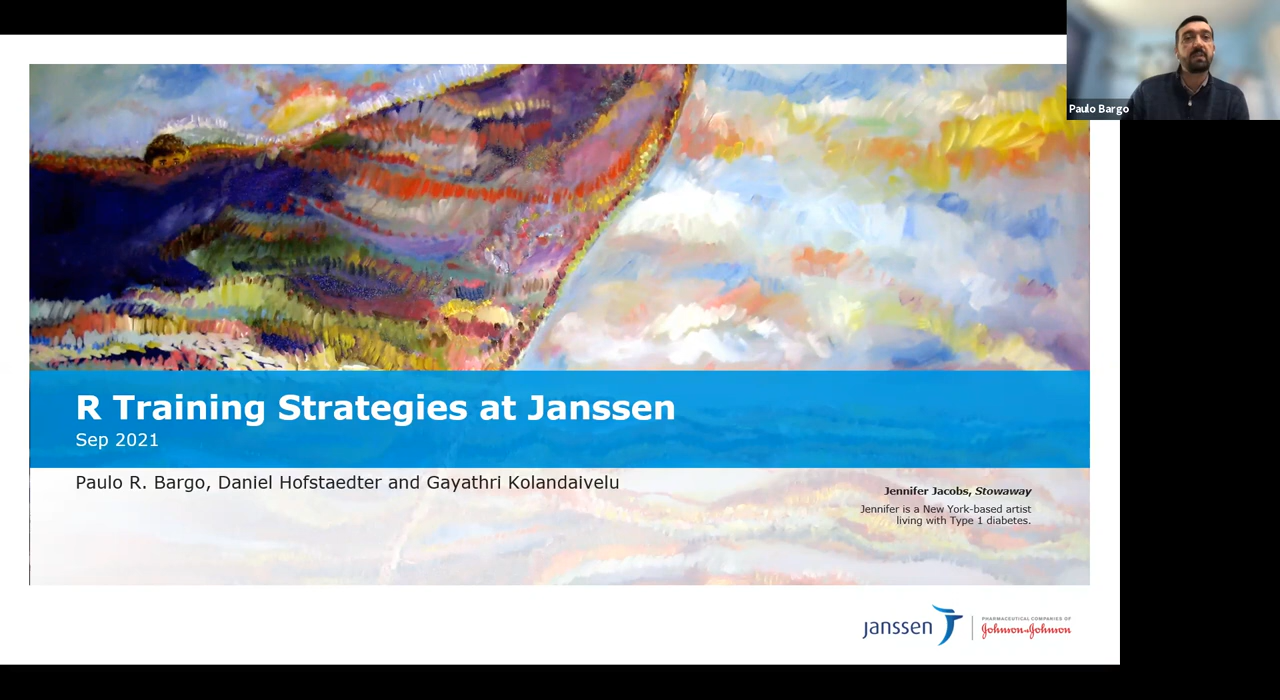 Paulo Bargo
R Training Strategies at Janssen
Sep 2021
Paulo R. Bargo, Daniel Hofstaedter and Gayathri Kolandaivelu
Jennifer Jacobs, Stowaway
Jennifer is a New York-based artist
living with Type 1 diabetes.
janssen
PHARMACEUTICAL COMPANIES OF
Johnson & Johnson